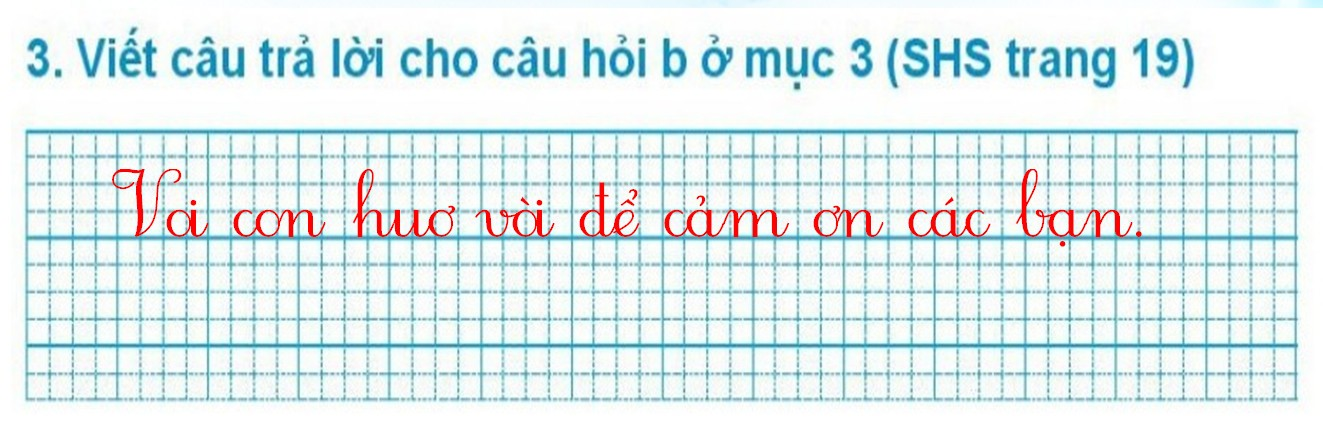 3. Viết câu trả lời cho câu hỏi b ở mục 3 (SHS trang 19)
Voi con huơ vòi để cảm ơn các bạn.